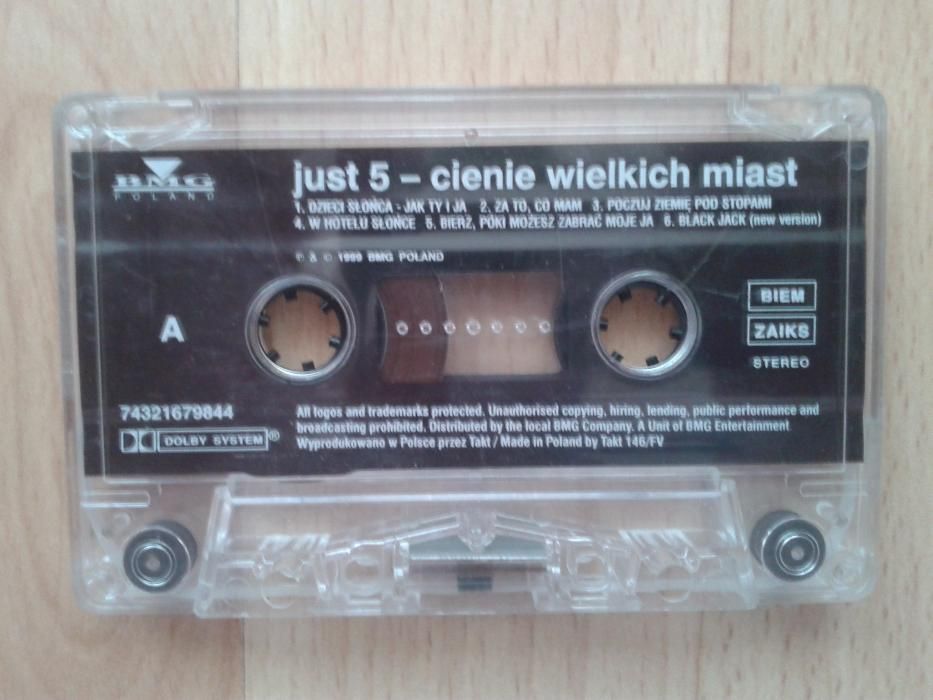 BMG
POLAND
just 5 – cienie wielkich miast
1. DZIECI SŁOŃCA - JAK TY I JA 2. ZA TO, CO MAM 3. POCZUJ ZIEMIĘ POD STOPAMI
4. W HOTELU SŁOŃCE 5. BIERZ, PÓKI MOŻESZ ZABRAĆ MOJE JA 6. BLACK JACK (new version)
℗ & © 1999 BMG POLAND
A
BIEM
ZAIKS
STEREO
74321679844
DOLBY SYSTEM®
All logos and trademarks protected. Unauthorised copying, hiring, lending, public performance and
broadcasting prohibited. Distributed by the local BMG Company. A Unit of BMG Entertainment
Wyprodukowano w Polsce przez Takt / Made in Poland by Takt 146/FV